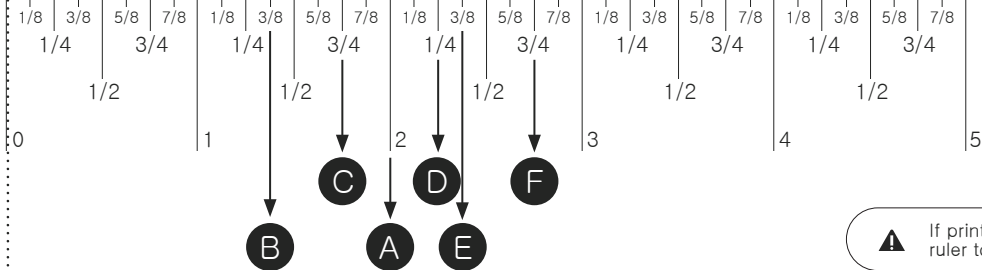 1/8 3/8 5/8 7/8 1/8 3/8 5/8 7/8 1/8 3/8 5/8 7/8 1/8 3/8 5/8 7/8 1/8 3/8 5/8 7/8
1/4 3/4 1/4 3/4 1/4 3/4 1/4 3/4 1/4 3/4
1/2 1/2 1/2 1/2 1/2
0 1 2 3 4 5
C D F
B A E
If print
ruler to